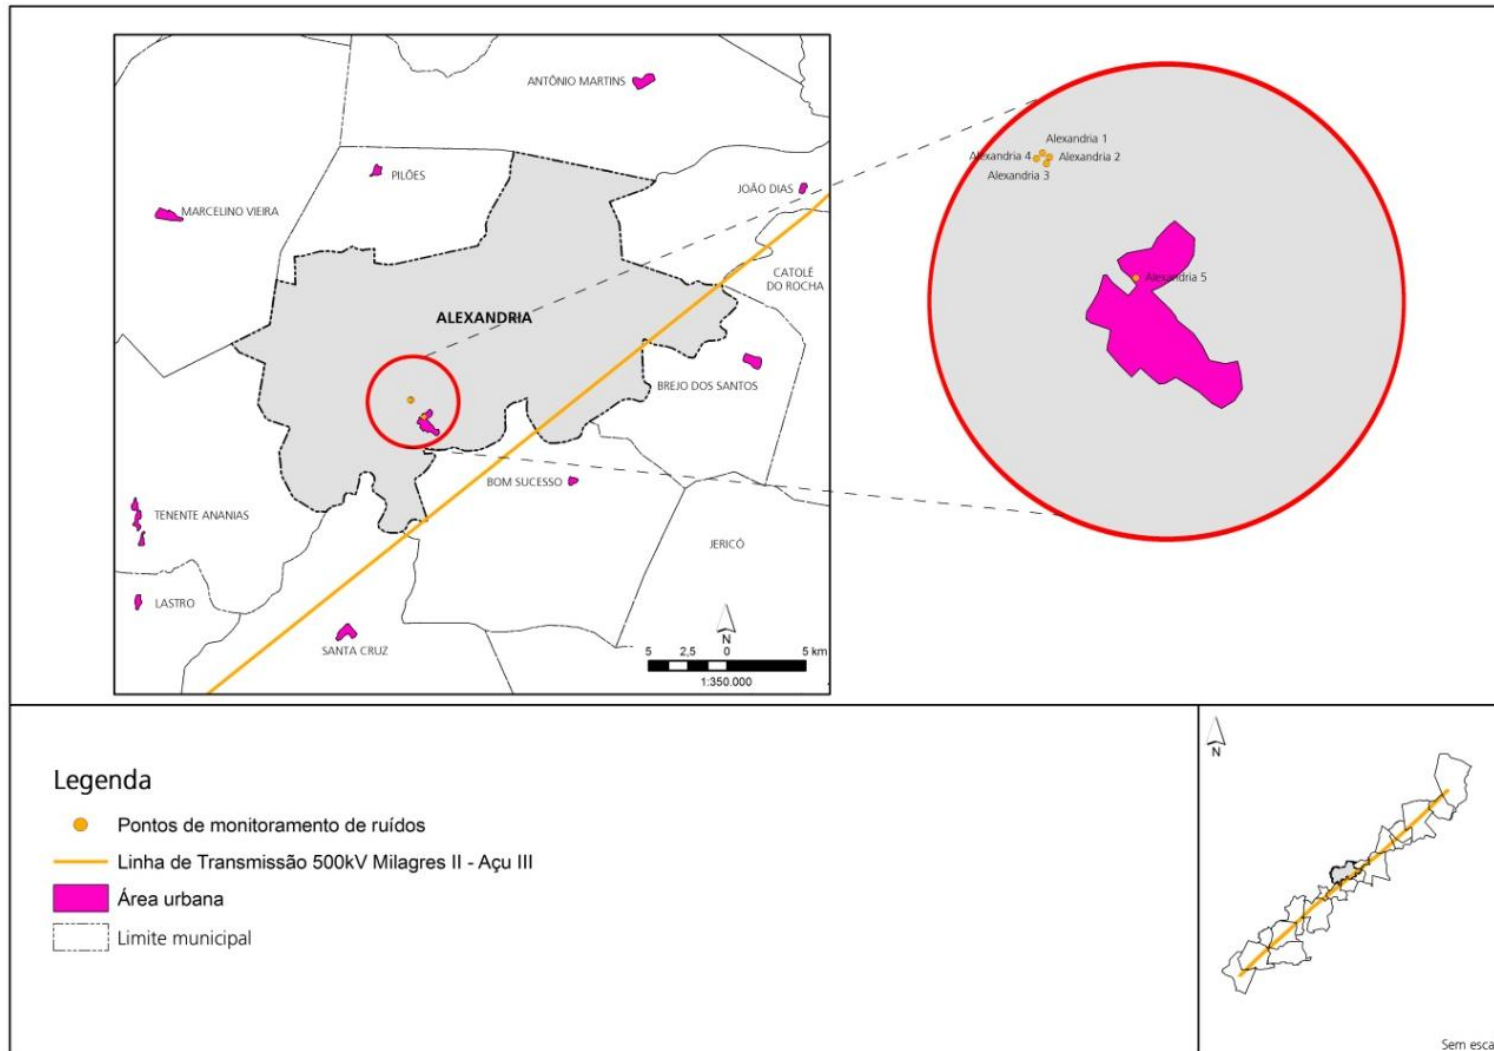 ANTÔNIO MARTINS
PILÕES
MARCELINO VIEIRA
JOÃO DIAS
CATOLÉ
DO ROCHA
ALEXANDRIA
BREJO DOS SANTOS
BOM SUCESSO
TENENTE ANANIAS
JERICÓ
LASTRO
SANTA CRUZ
N
5 2,5 0 5 km
1:350.000
Alexandria 1
Alexandria 4
Alexandria 2
Alexandria 3
Alexandria 5
Legenda
Pontos de monitoramento de ruídos
Linha de Transmissão 500kV Milagres II - Açu III
Área urbana
Limite municipal
N
Sem esca